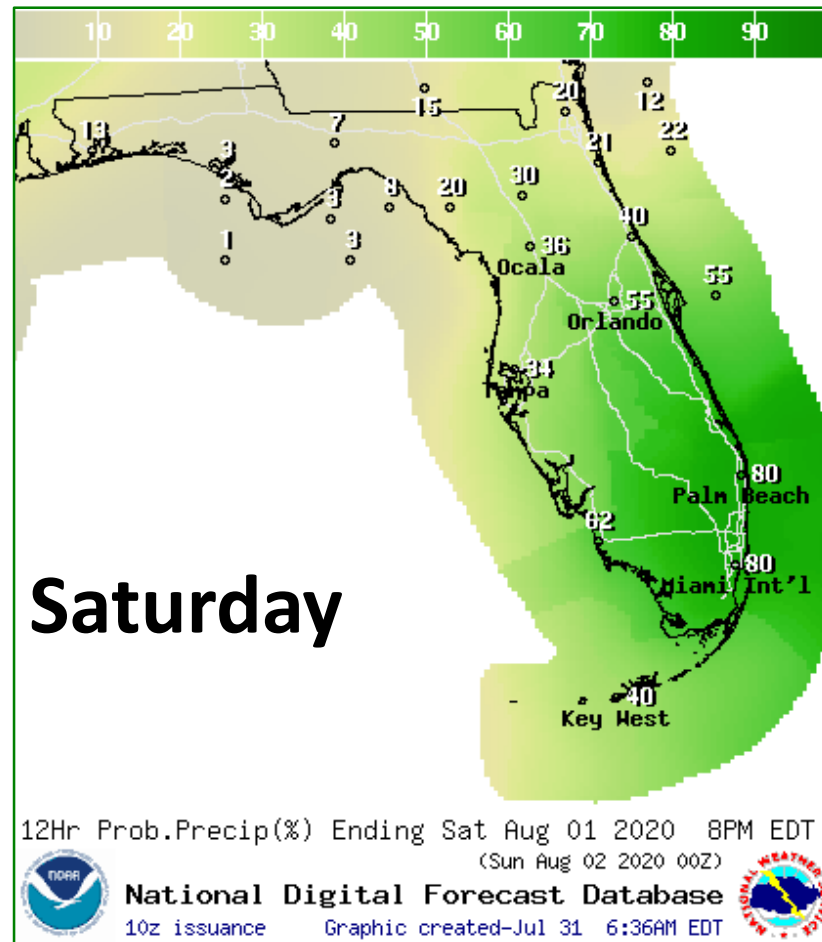 10 20 30 40 50 60 70 80 90
12
15
20
13
7
21
22
3
2
30
3
8
20
40
1
3
36
Ocala
55
55
Orlando
34
Tampa
80
Palm Beach
62
80
Miami Int'l
Saturday
40
Key West
12Hr Prob.Precip(%) Ending Sat Aug 01 2020 8PM EDT
(Sun Aug 02 2020 00Z)
NOAA
National Digital Forecast Database
10z issuance Graphic created-Jul 31 6:36AM EDT